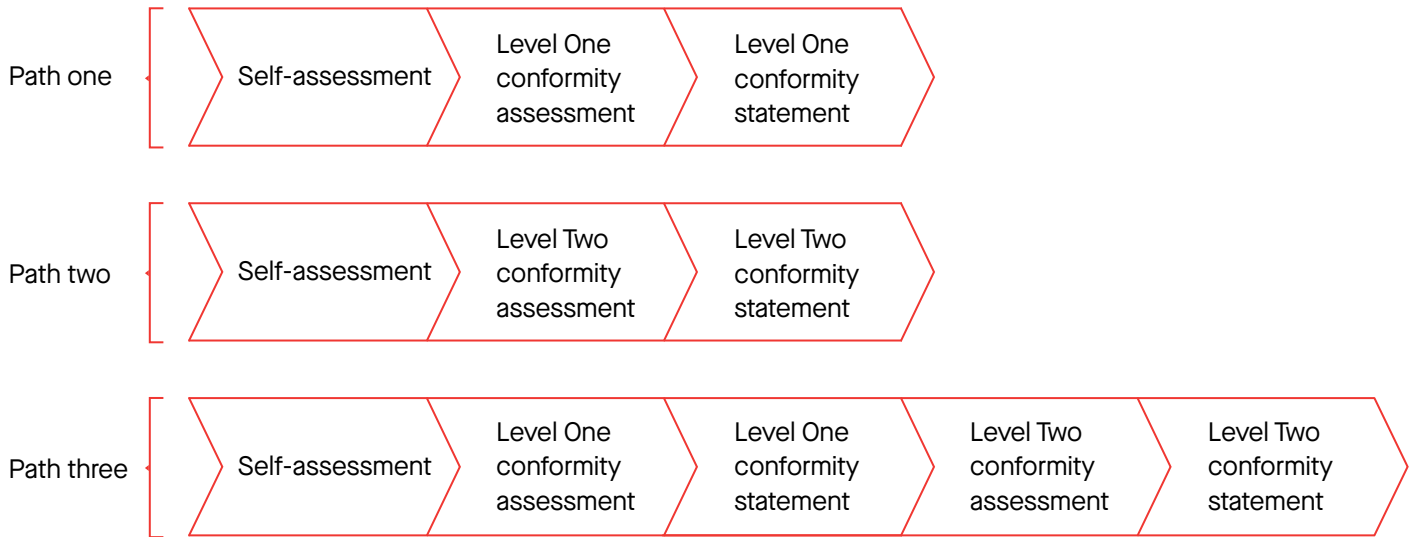 Path one
Self-assessment
Level One
conformity
assessment
Level One
conformity
statement
Path two
Self-assessment
Level Two
conformity
assessment
Level Two
conformity
statement
Path three
Self-assessment
Level One
conformity
assessment
Level One
conformity
statement
Level Two
conformity
assessment
Level Two
conformity
statement